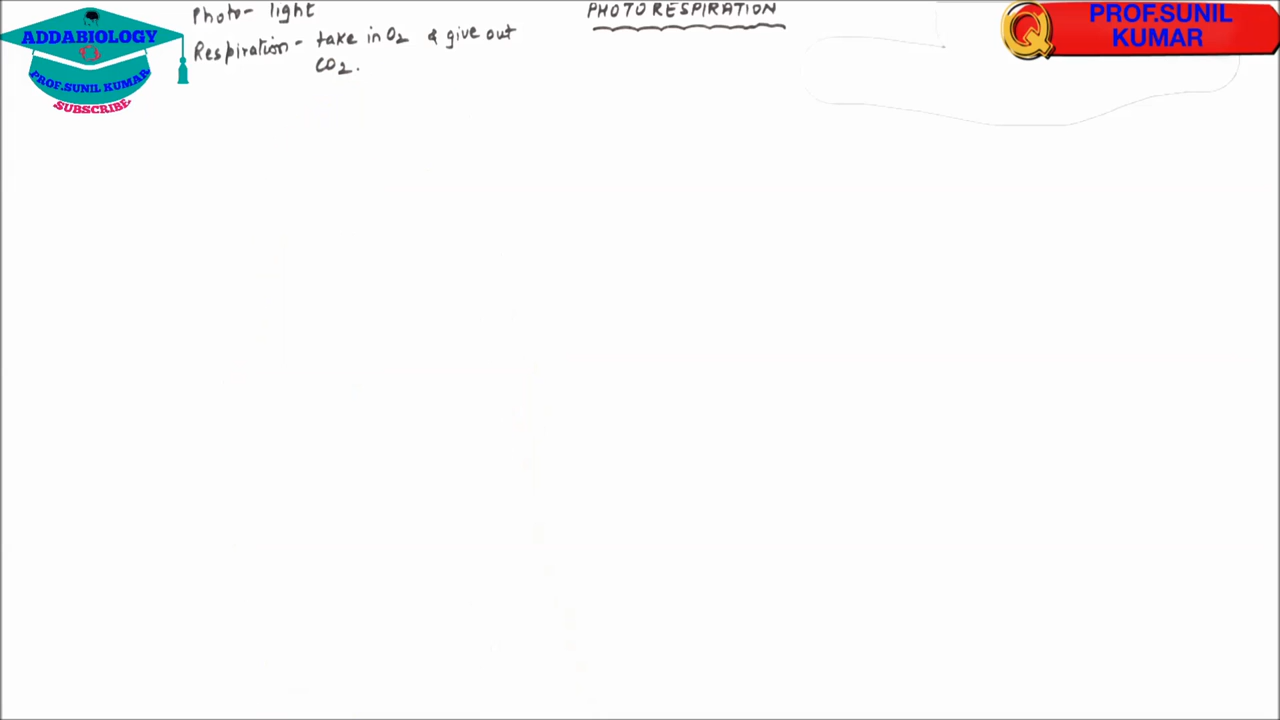 Photo- light
PHOTORESPIRATION
PROF.SUNIL
KUMAR
ADDABIOLOGY
PROF.SUNIL KUMAR
SUBSCRIBE
Respiration- take in O2 & give out
CO2.